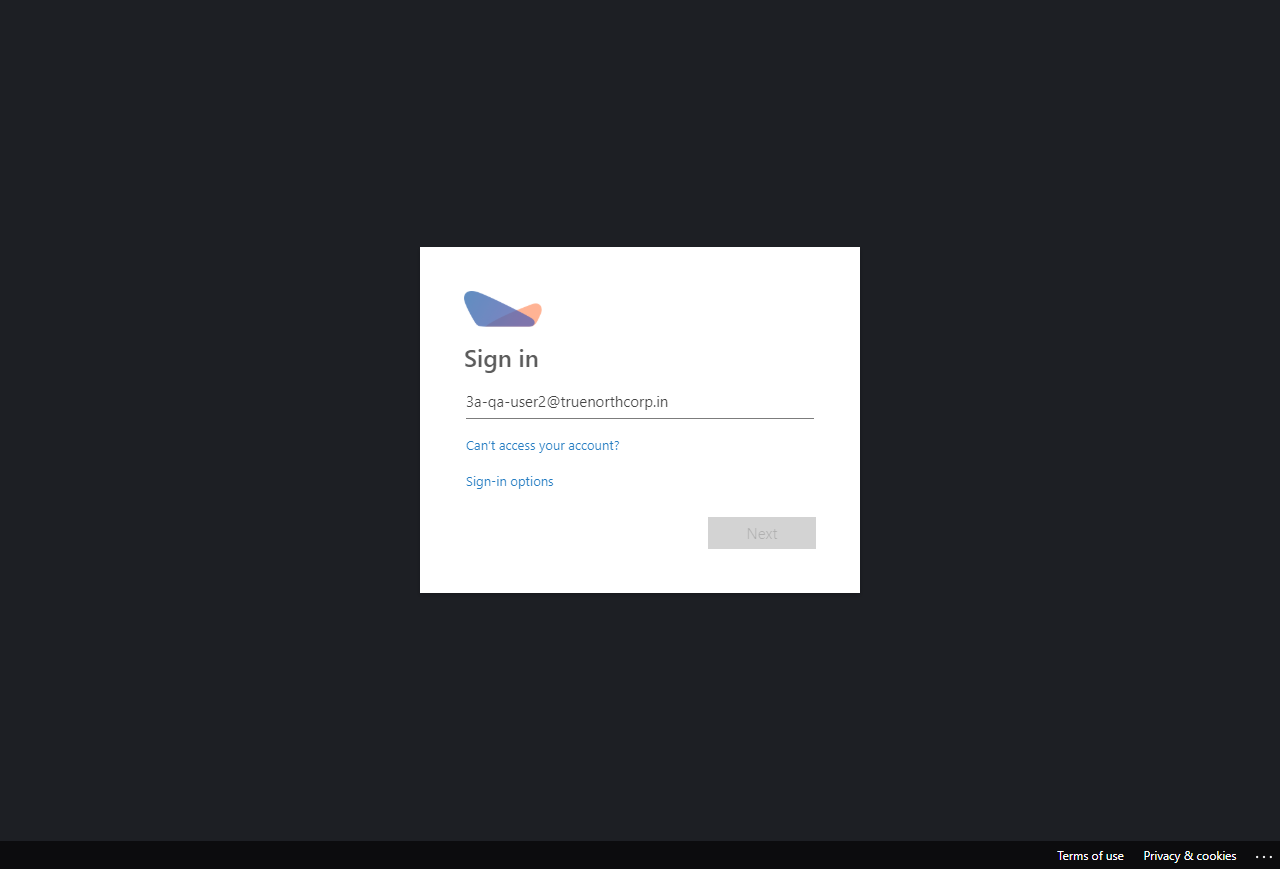 Sign in
3a-qa-user2@truenorthcorp.in
Can't access your account?
Sign-in options
Next
Terms of use Privacy & cookies ...